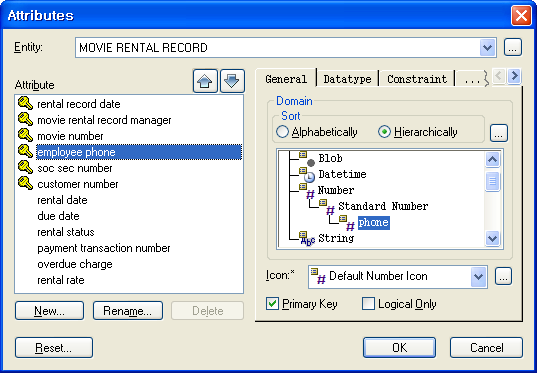 Attributes
Entity: MOVIE RENTAL RECORD ...
Attribute
rental record date
movie rental record manager
movie number
employee phone
soc sec number
customer number
rental date
due date
rental status
payment transaction number
overdue charge
rental rate
New... Rename... Delete
General Datatype Constraint ...
Domain
Sort
Alphabetically Hierarchically ...
Blob
Datetime
Number
Standard Number
phone
String
Icon:* Default Number Icon ...
Primary Key Logical Only
Reset... OK Cancel